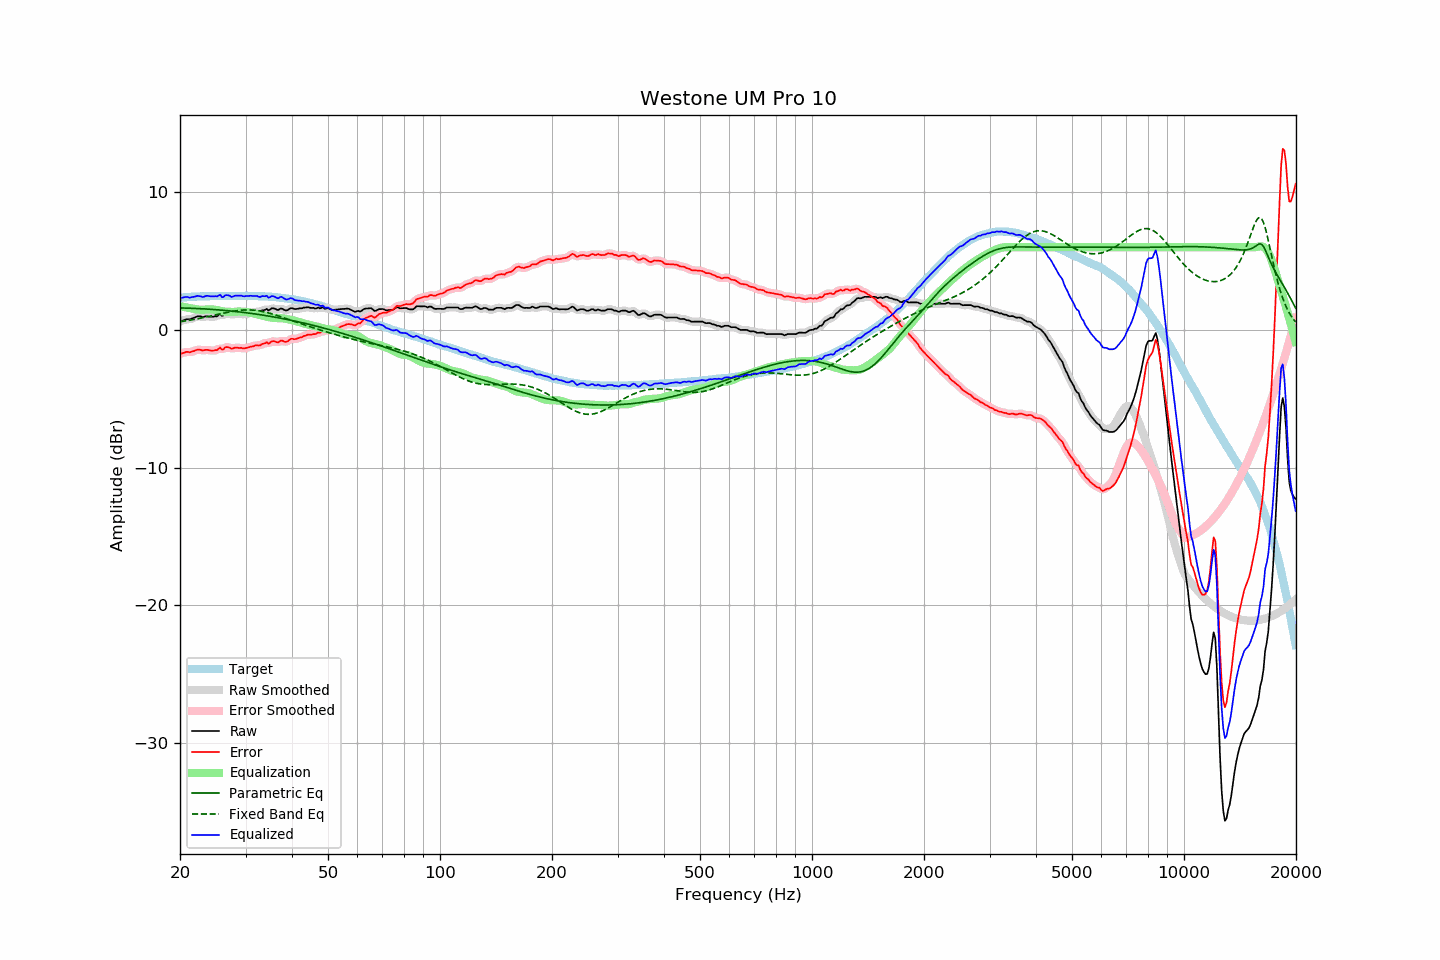 Westone UM Pro 10
Amplitude (dBr)
10
0
−10
−20
−30
Target
Raw Smoothed
Error Smoothed
Raw
Error
Equalization
Parametric Eq
Fixed Band Eq
Equalized
20 50 100 200 500 1000 2000 5000 10000 20000
Frequency (Hz)